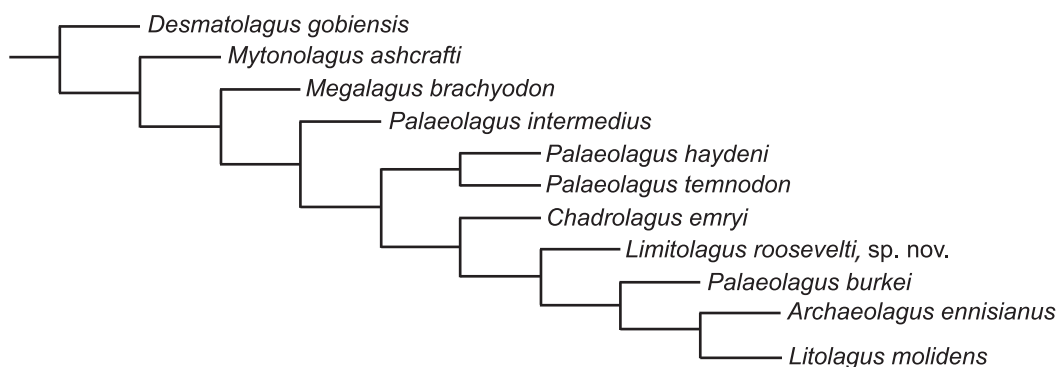 Desmatolagus gobiensis
Mytonolagus ashcrafti
Megalagus brachyodon
Palaeolagus intermedius
Palaeolagus haydeni
Palaeolagus temnodon
Chadrolagus emryi
Limitolagus roosevelti, sp. nov.
Palaeolagus burkei
Archaeolagus ennisianus
Litolagus molidens